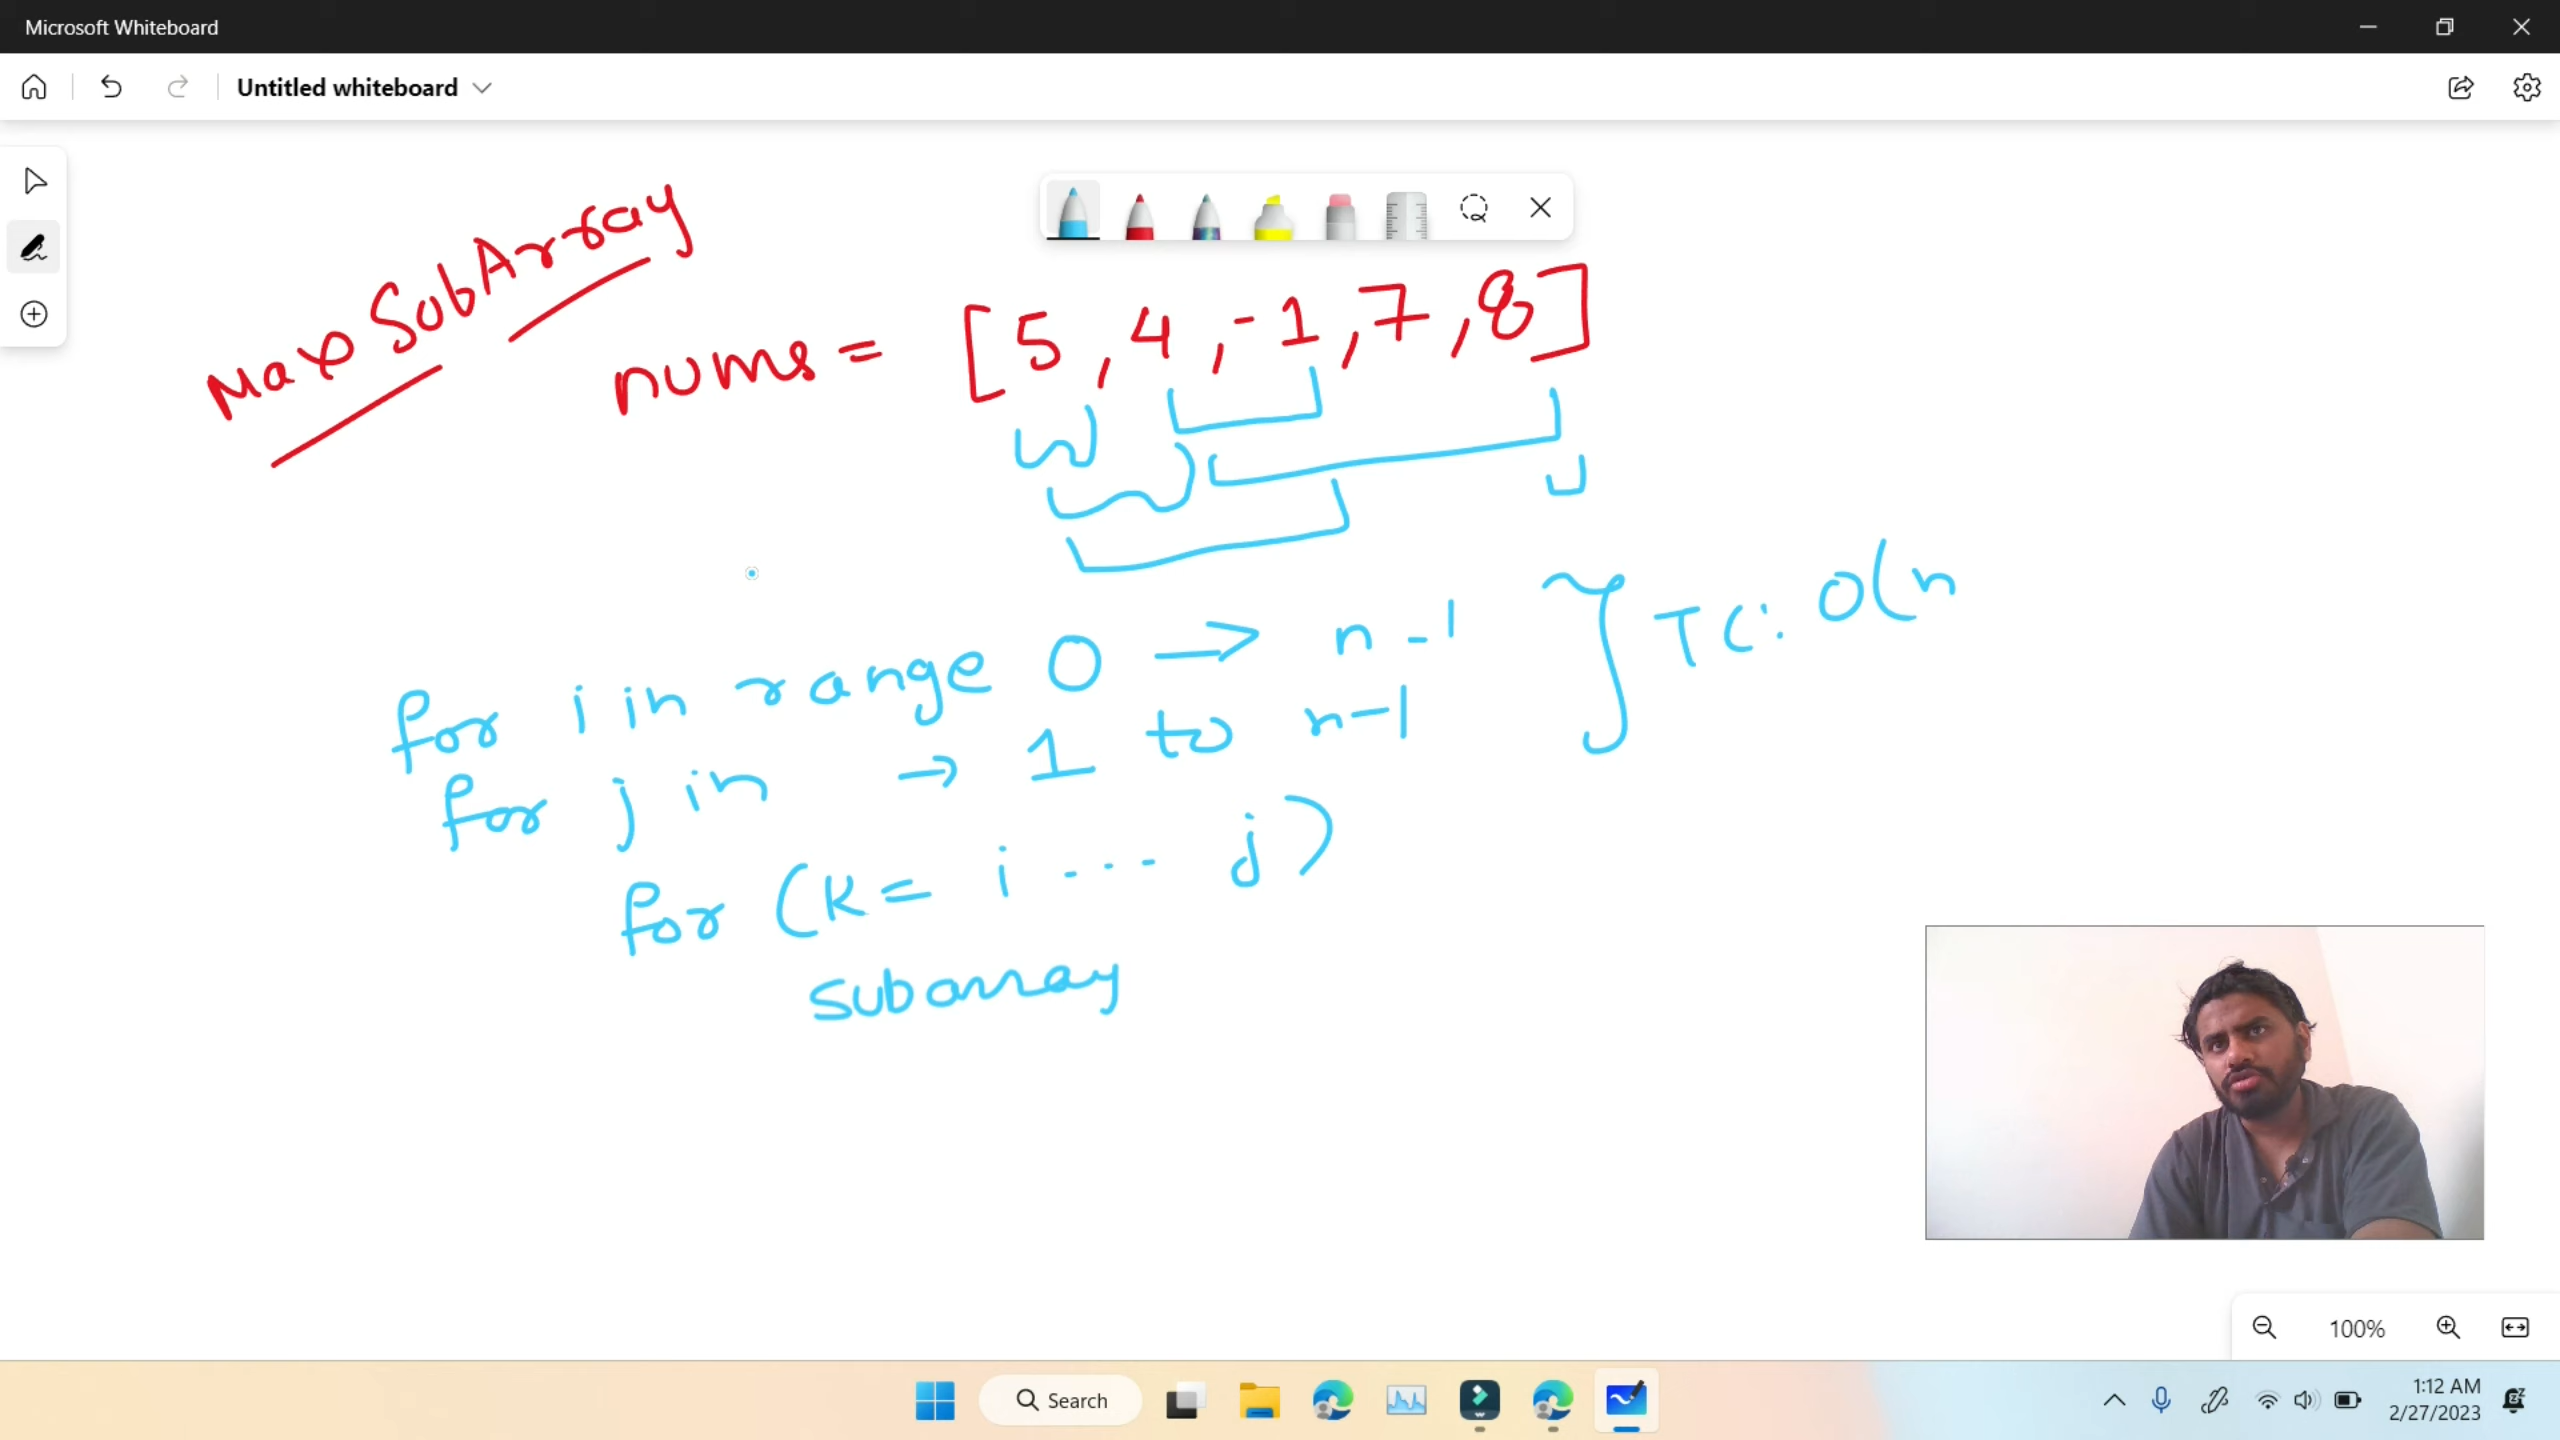 Microsoft Whiteboard
Untitled whiteboard
Max SubArray
nums = [5, 4, -1, 7, 8]
for i in range 0 → n-1
for j in → 1 to n-1
TC: O(n
for (k = i ... j)
subarray
100%
Search
1:12 AM
2/27/2023